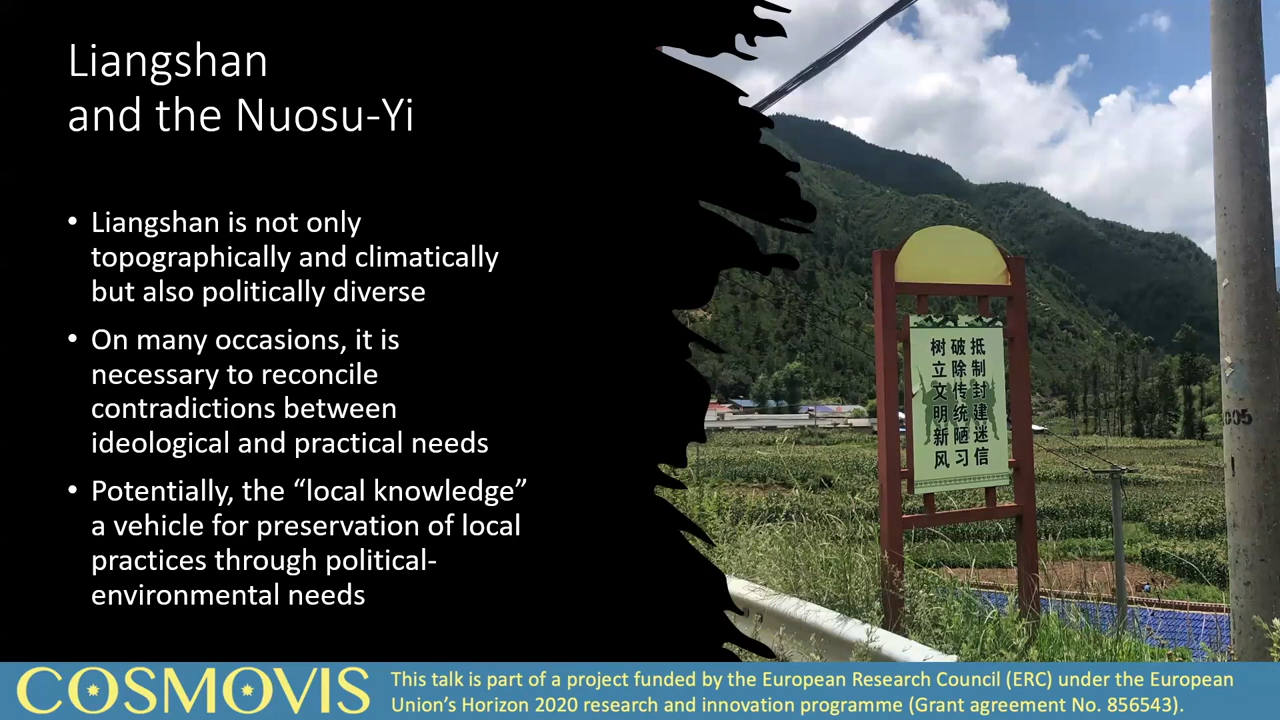 Liangshan
and the Nuosu-Yi
• Liangshan is not only
topographically and climatically
but also politically diverse
• On many occasions, it is
necessary to reconcile
contradictions between
ideological and practical needs
• Potentially, the “local knowledge”
a vehicle for preservation of local
practices through political-
environmental needs
抵制封建迷信
破除传统陋习
树立文明新风
005
COSMOVIS
This talk is part of a project funded by the European Research Council (ERC) under the European
Union’s Horizon 2020 research and innovation programme (Grant agreement No. 856543).